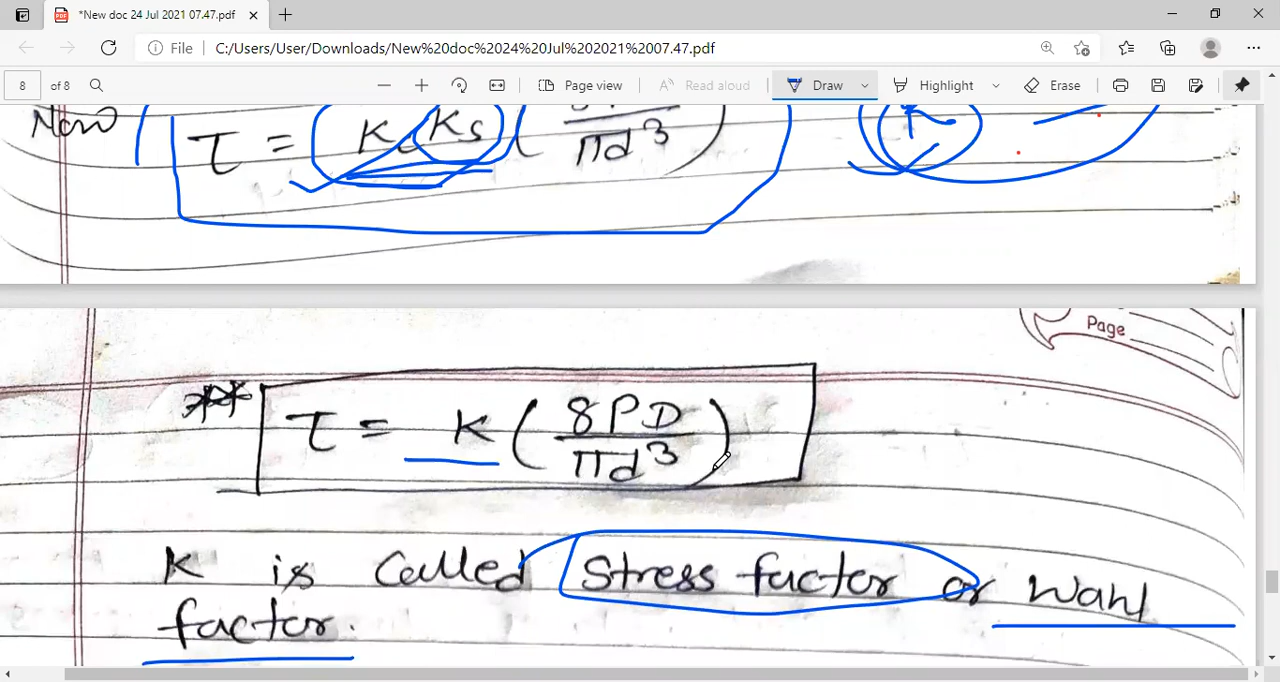 *New doc 24 Jul 2021 07.47.pdf
File C:/Users/User/Downloads/New%20doc%2024%20Jul%202021%2007.47.pdf
8 of 8 Page view Read aloud Draw Highlight Erase
Now τ = Kc Ks ( πd³ )
Page
** τ = K ( 8PD / πd³ )
K is called Stress factor or Wahl
factor.